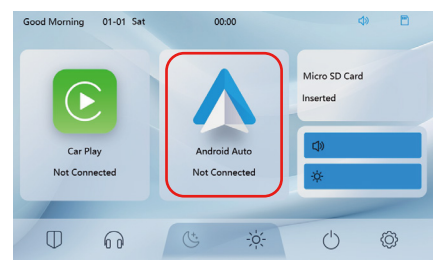 Good Morning 01-01 Sat 00:00
Car Play
Not Connected
Android Auto
Not Connected
Micro SD Card
Inserted